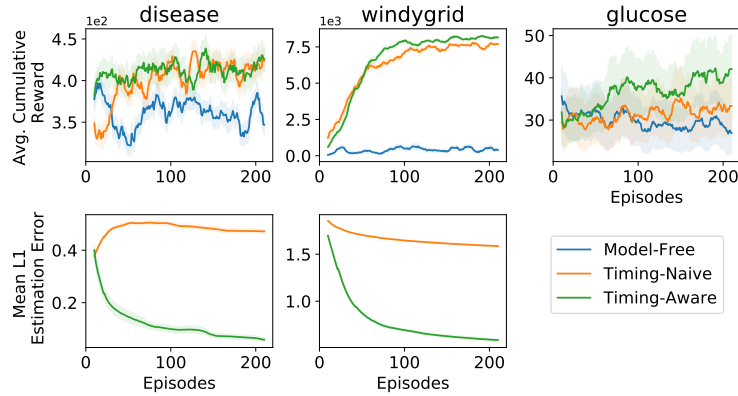 disease
windygrid
glucose
1e2
1e3
Avg. Cumulative
Reward
4.5
4.0
3.5
7.5
5.0
2.5
0.0
50
40
30
0 100 200
0 100 200
0 100 200
Episodes
Mean L1
Estimation Error
0.4
0.2
1.5
1.0
0 100 200
0 100 200
Episodes
Episodes
Model-Free
Timing-Naive
Timing-Aware